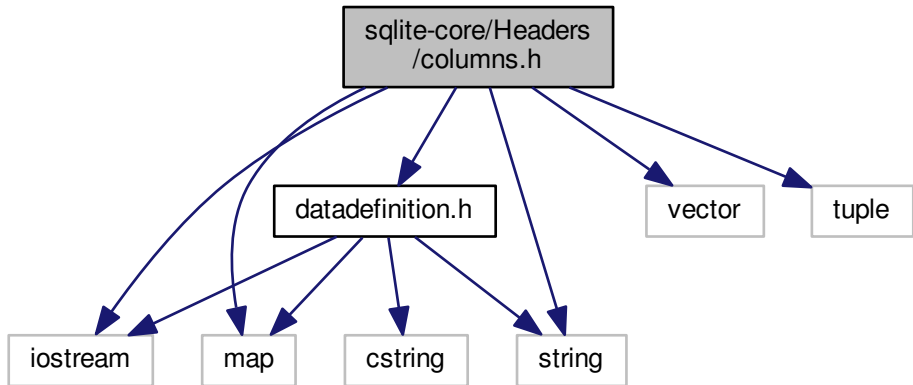 sqlite-core/Headers
/columns.h
datadefinition.h
vector
tuple
iostream
map
cstring
string